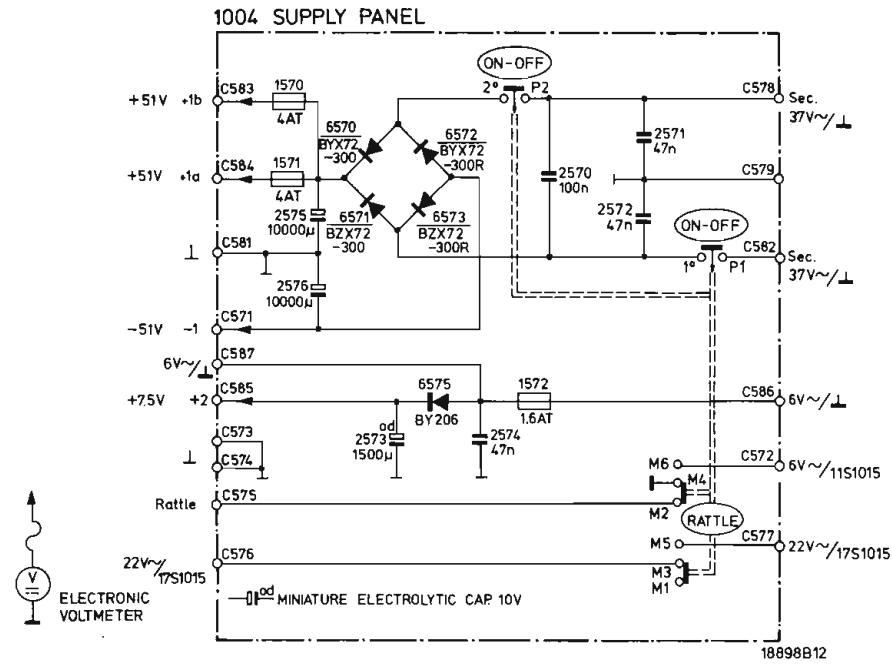 1004 SUPPLY PANEL
ON-OFF
2° P2
+51V +1b C583 1570 4AT
6570 BYX72 -300
6572 BYX72 -300R
C578 Sec. 37V~/⊥
2571 47n
+51V +1a C584 1571 4AT
2570 100n
C579
2575 10000µ
6571 BZX72 -300
6573 BZX72 -300R
2572 47n
ON-OFF
⊥ C581
1° P1
C582 Sec. 37V~/⊥
2576 10000µ
-51V -1 C571
6V~/⊥ C587
+7,5V +2 C585
6575 BY206
1572 1.6AT
C586 6V~/⊥
od 2573 1500µ
2574 47n
⊥ C573
C574
M6 C572 6V~/11S1015
M4
Rattle C575
M2
RATTLE
M5 C577 22V~/17S1015
22V~/17S1015 C576
M3
M1
V
ELECTRONIC
VOLTMETER
od MINIATURE ELECTROLYTIC CAP. 10V
18898B12